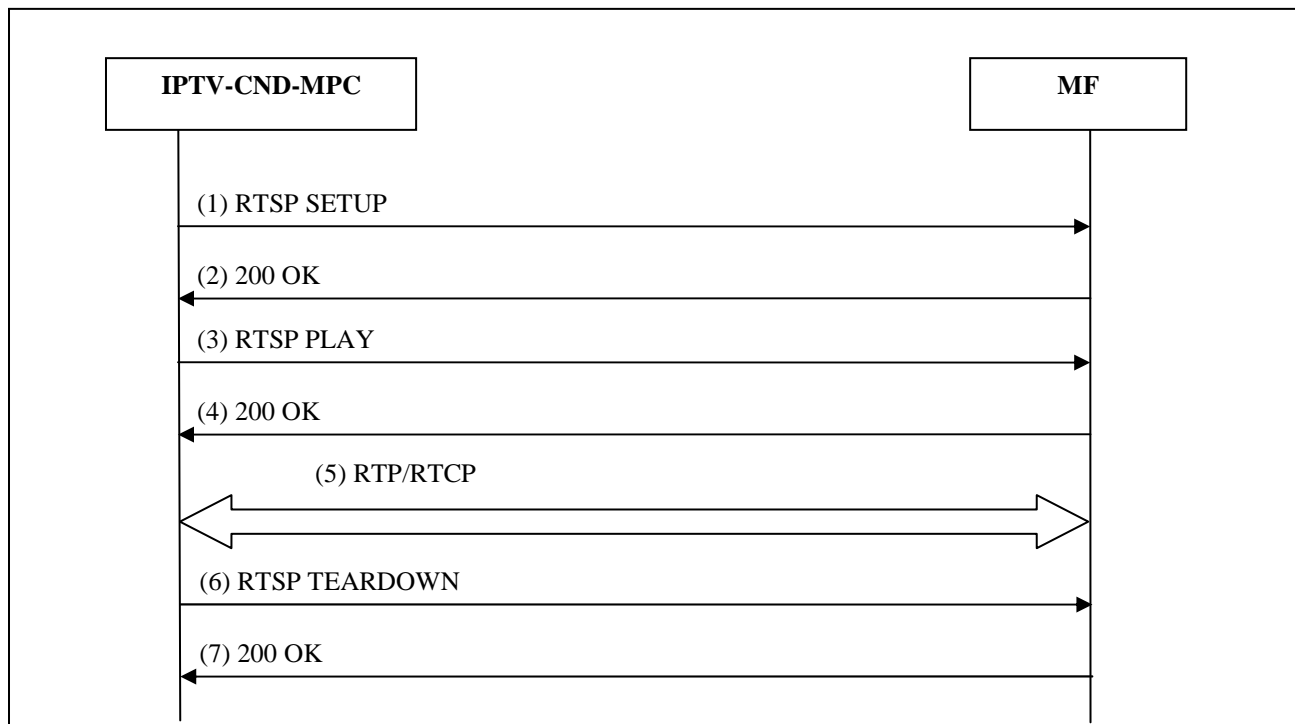 IPTV-CND-MPC
MF
(1) RTSP SETUP
(2) 200 OK
(3) RTSP PLAY
(4) 200 OK
(5) RTP/RTCP
(6) RTSP TEARDOWN
(7) 200 OK